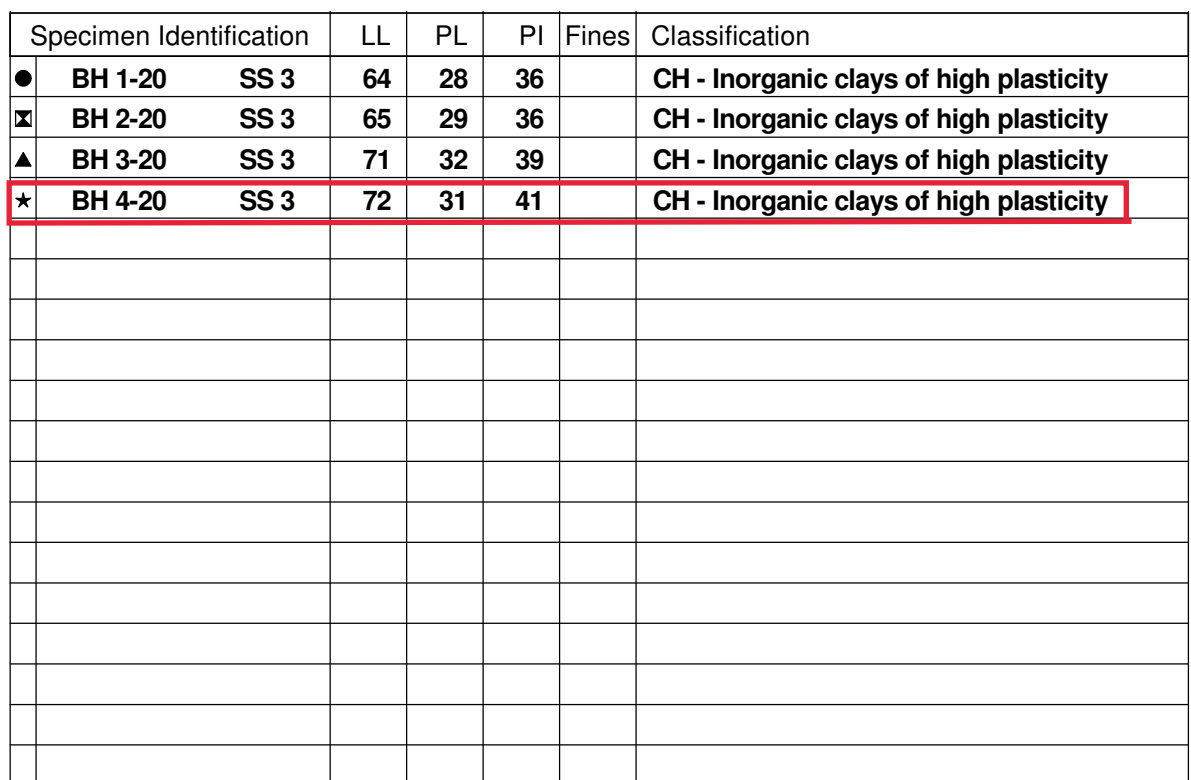 Specimen Identification LL PL PI Fines Classification
BH 1-20 SS 3 64 28 36 CH - Inorganic clays of high plasticity
BH 2-20 SS 3 65 29 36 CH - Inorganic clays of high plasticity
BH 3-20 SS 3 71 32 39 CH - Inorganic clays of high plasticity
BH 4-20 SS 3 72 31 41 CH - Inorganic clays of high plasticity